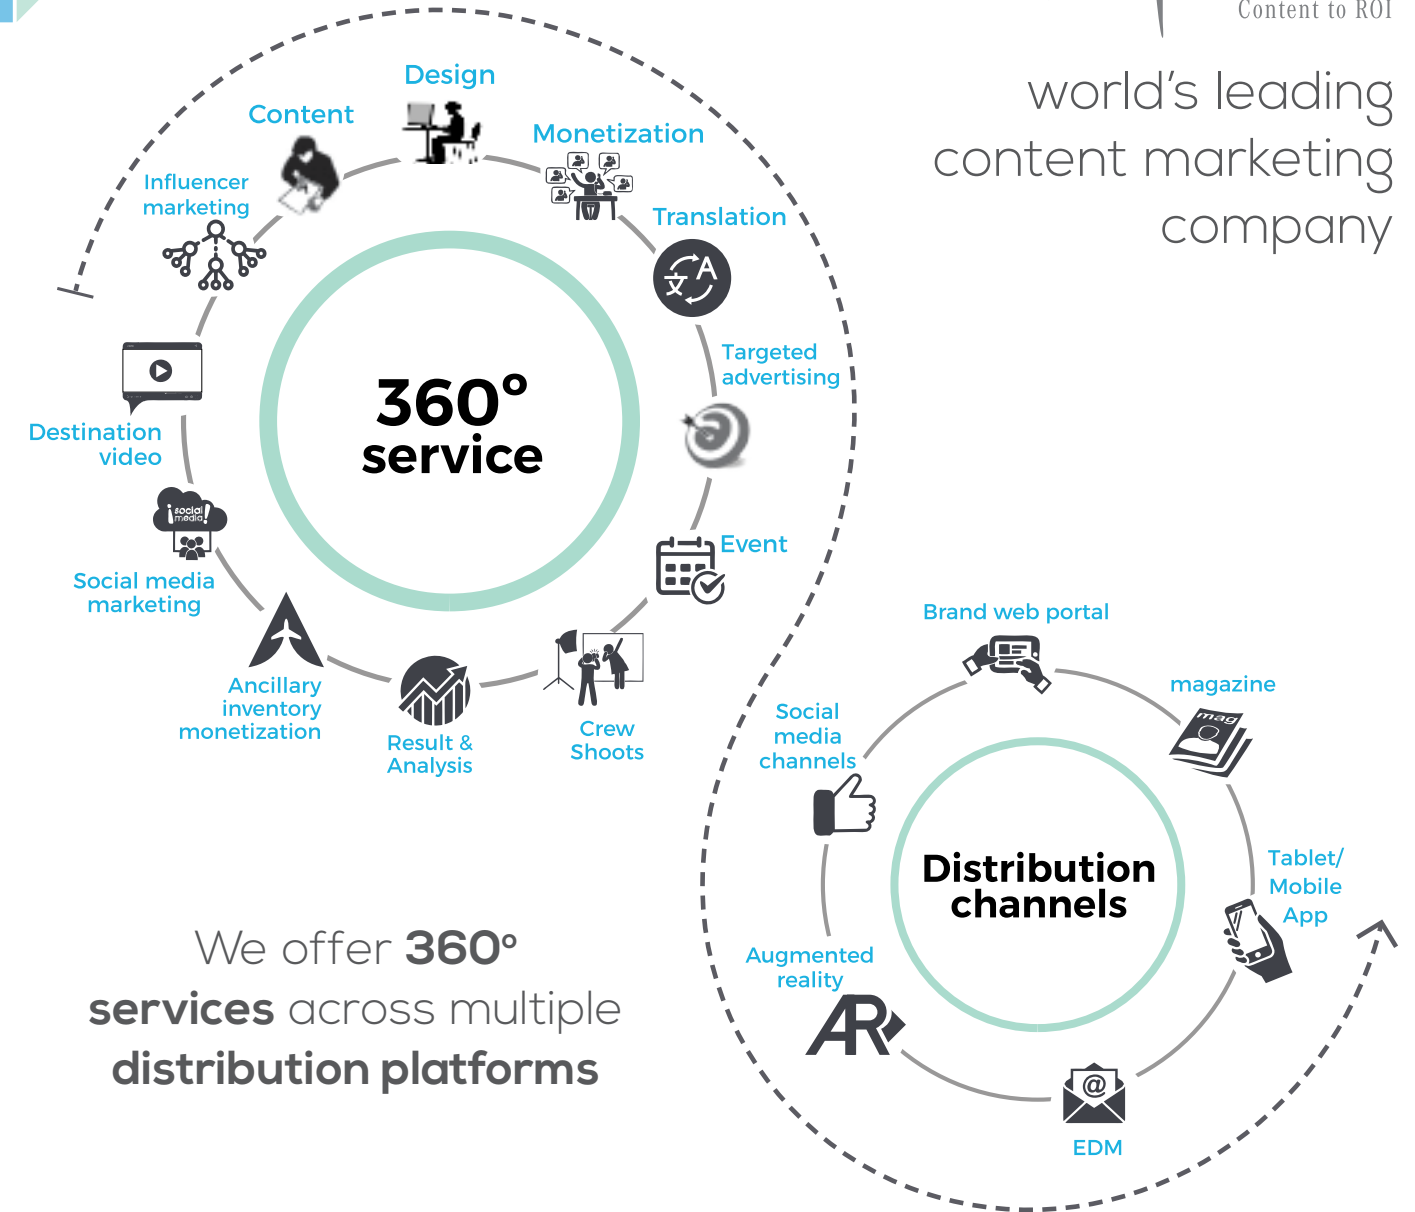 Content to ROI
world's leading
content marketing
company
Design
Content
Monetization
Influencer
marketing
Translation
文 A
Targeted
advertising
360°
service
Destination
video
¡social
media!
Event
Social media
marketing
Ancillary
inventory
monetization
Result &
Analysis
Crew
Shoots
Brand web portal
magazine
mag
Social
media
channels
Distribution
channels
Tablet/
Mobile
App
Augmented
reality
AR
@
EDM
We offer 360°
services across multiple
distribution platforms